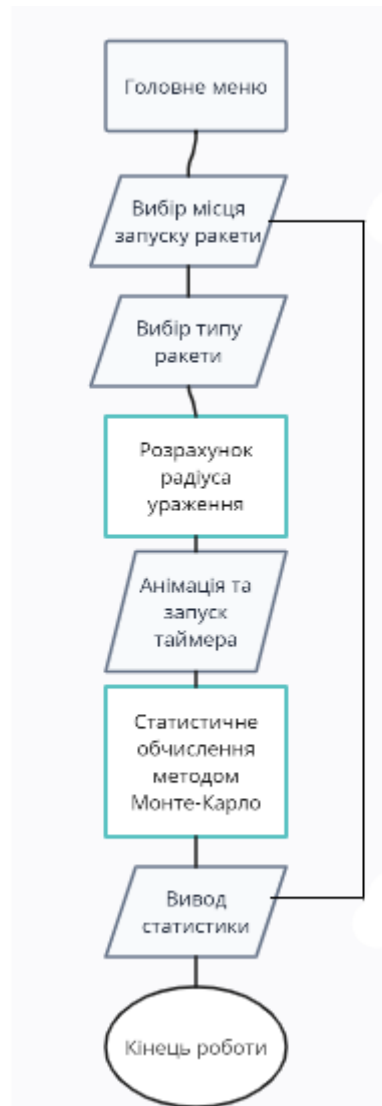 Головне меню
Вибір місця
запуску ракети
Вибір типу
ракети
Розрахунок
радіуса
ураження
Анімація та
запуск
таймера
Статистичне
обчислення
методом
Монте-Карло
Вивод
статистики
Кінець роботи